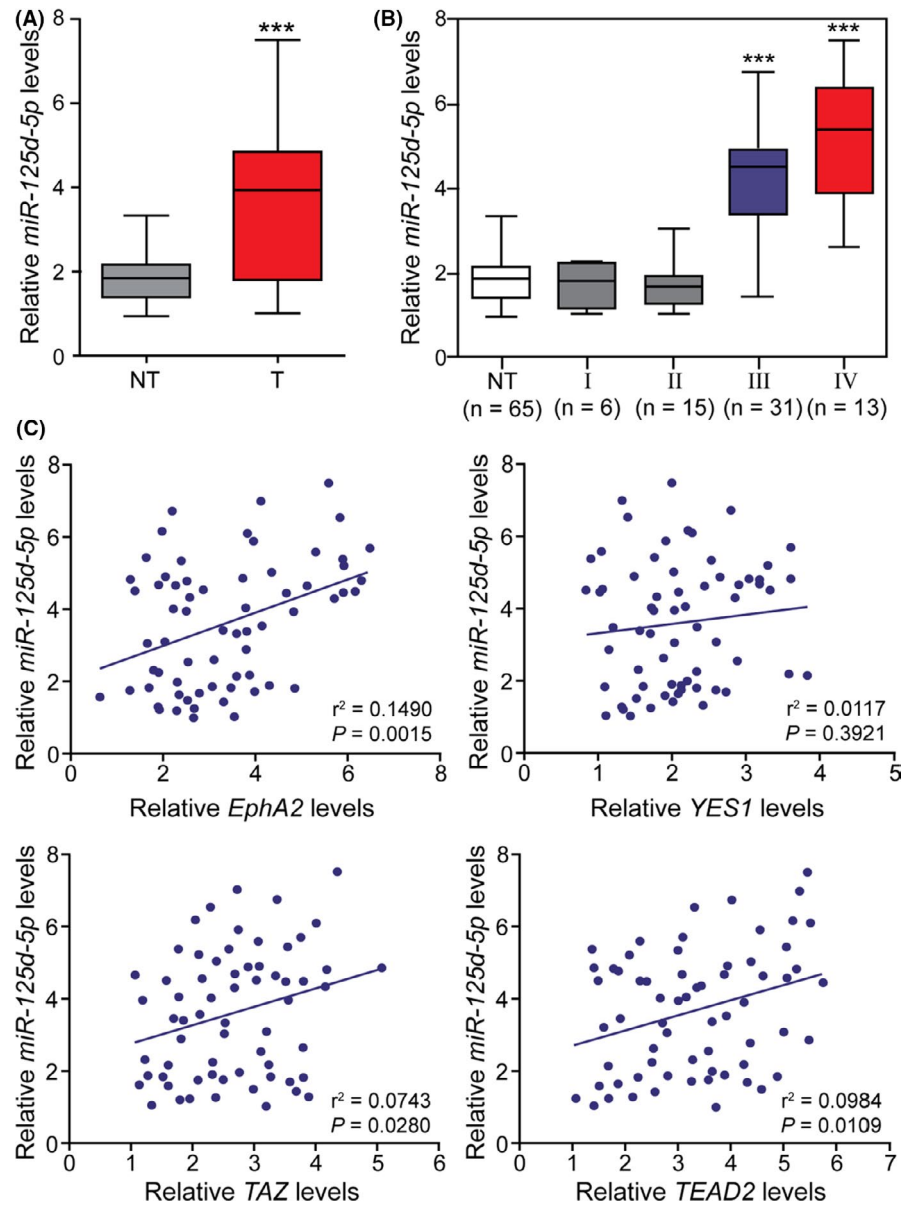 (A)
Relative miR-125d-5p levels
8
6
4
2
0
***
NT
T
(B)
Relative miR-125d-5p levels
8
6
4
2
0
***
***
NT
I
II
III
IV
(n = 65)
(n = 6)
(n = 15)
(n = 31)
(n = 13)
(C)
Relative miR-125d-5p levels
8
6
4
2
0
r² = 0.1490
P = 0.0015
0 2 4 6 8
Relative EphA2 levels
Relative miR-125d-5p levels
8
6
4
2
0
r² = 0.0117
P = 0.3921
0 1 2 3 4 5
Relative YES1 levels
Relative miR-125d-5p levels
8
6
4
2
0
r² = 0.0743
P = 0.0280
0 1 2 3 4 5 6
Relative TAZ levels
Relative miR-125d-5p levels
8
6
4
2
0
r² = 0.0984
P = 0.0109
0 1 2 3 4 5 6 7
Relative TEAD2 levels